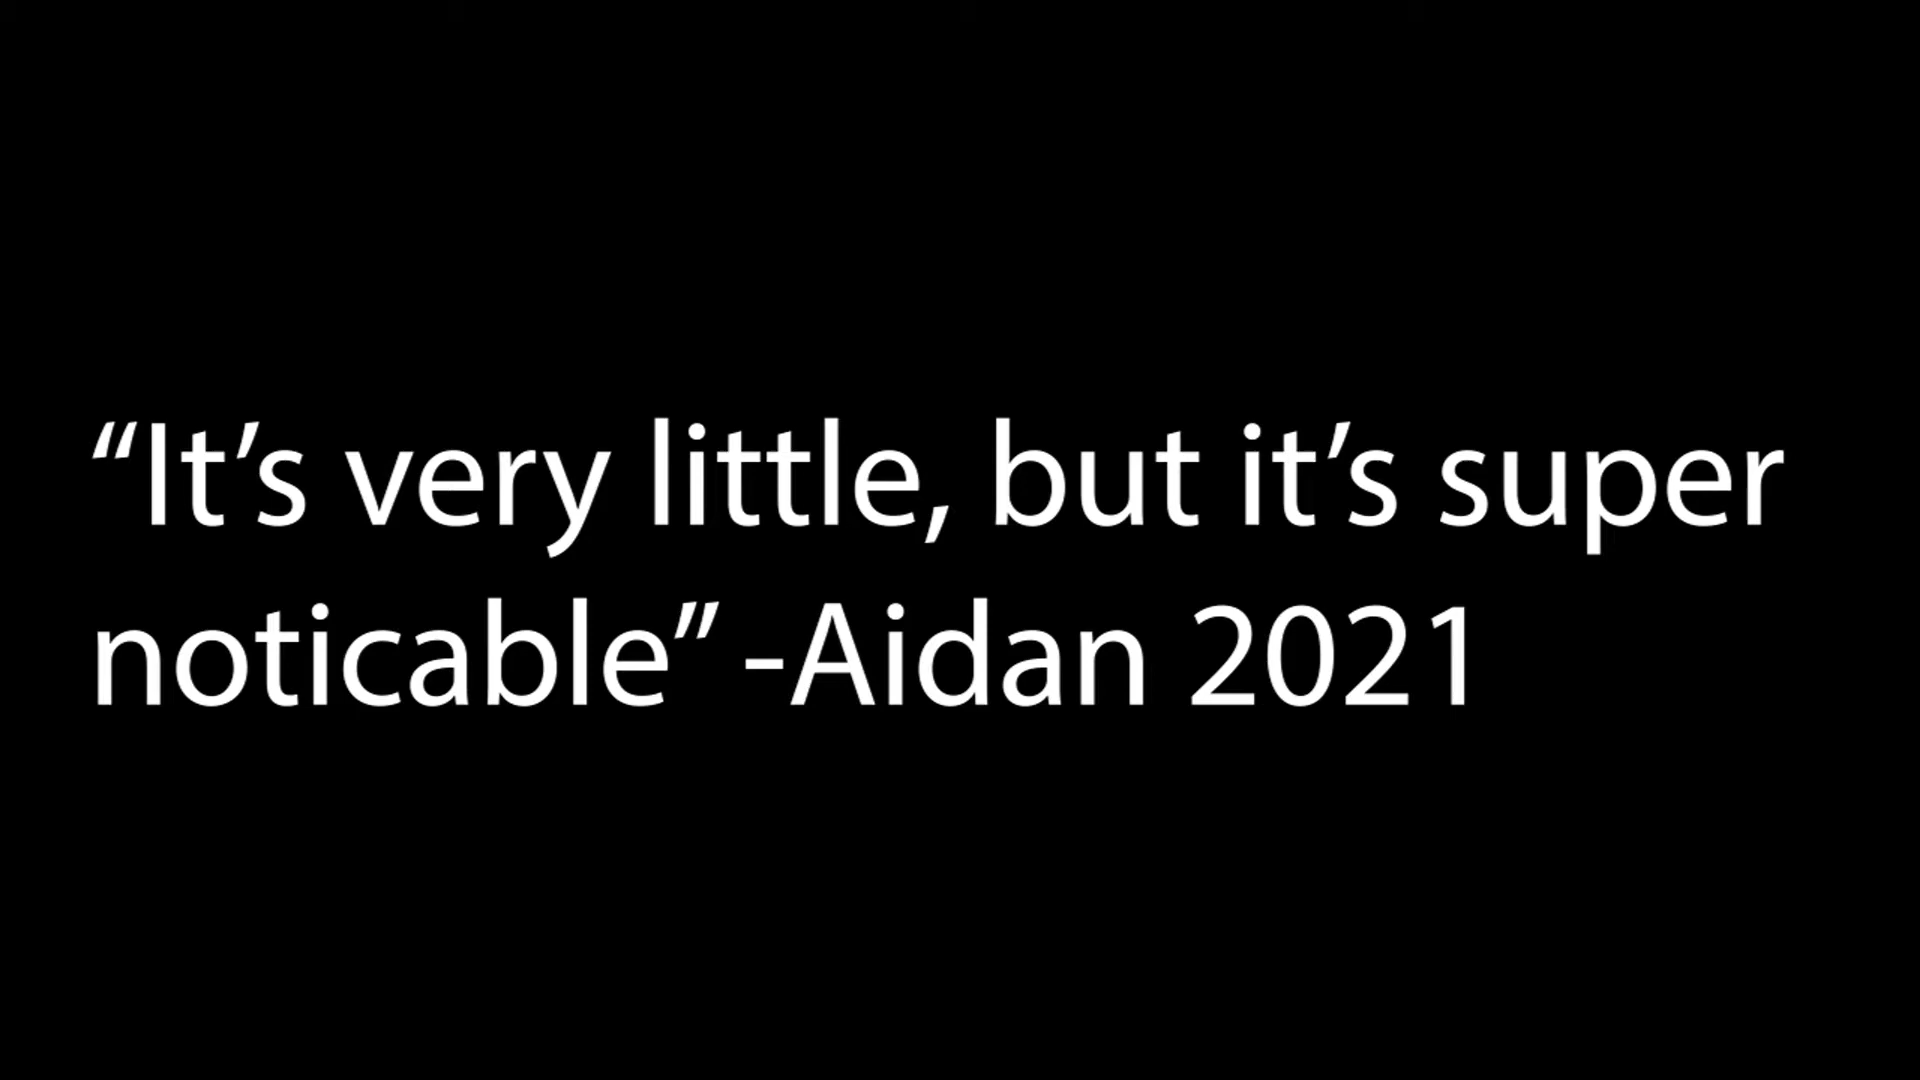 “It’s very little, but it’s super
noticable” -Aidan 2021